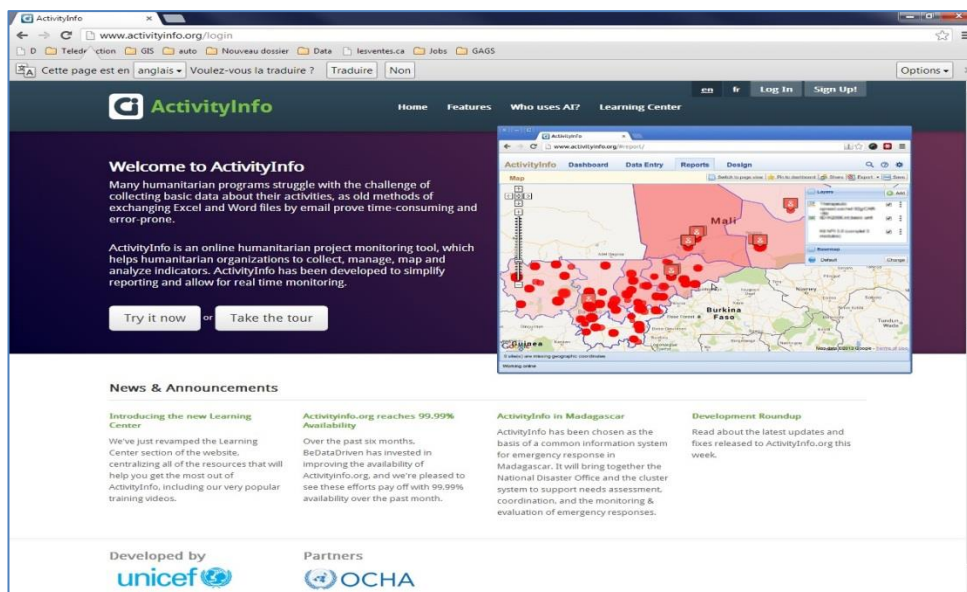 ActivityInfo
www.activityinfo.org/login
GIS auto Nouveau dossier Data lesventes.ca Jobs GAGS
Cette page est en anglais Voulez-vous la traduire ? Traduire Non Options
en fr Log In Sign Up!
ActivityInfo Home Features Who uses AI? Learning Center
Welcome to ActivityInfo
Many humanitarian programs struggle with the challenge of
collecting basic data about their activities, as old methods of
exchanging Excel and Word files by email prove time-consuming and
error-prone.
ActivityInfo is an online humanitarian project monitoring tool, which
helps humanitarian organizations to collect, manage, map and
analyze indicators. ActivityInfo has been developed to simplify
reporting and allow for real time monitoring.
Try it now or Take the tour
ActivityInfo
www.activityinfo.org/#report/
ActivityInfo Dashboard Data Entry Reports Design
Map Switch to page view Pin to dashboard Share Export Save
Layers Add
Default Change
Mali
Burkina
Faso
Guinea
Working online
News & Announcements
Introducing the new Learning
Center
We've just revamped the Learning
Center section of the website,
centralizing all of the resources that will
help you get the most out of
ActivityInfo, including our very popular
training videos.
Activityinfo.org reaches 99.99%
Availability
Over the past six months,
BeDataDriven has invested in
improving the availability of
ActivityInfo.org, and we're pleased to
see these efforts pay off with 99.99%
availability over the past month.
ActivityInfo in Madagascar
ActivityInfo has been chosen as the
basis of a common information system
for emergency response in
Madagascar. It will bring together the
National Disaster Office and the cluster
system to support needs assessment,
coordination, and the monitoring &
evaluation of emergency responses.
Development Roundup
Read about the latest updates and
fixes released to ActivityInfo.org this
week.
Developed by
unicef
Partners
OCHA